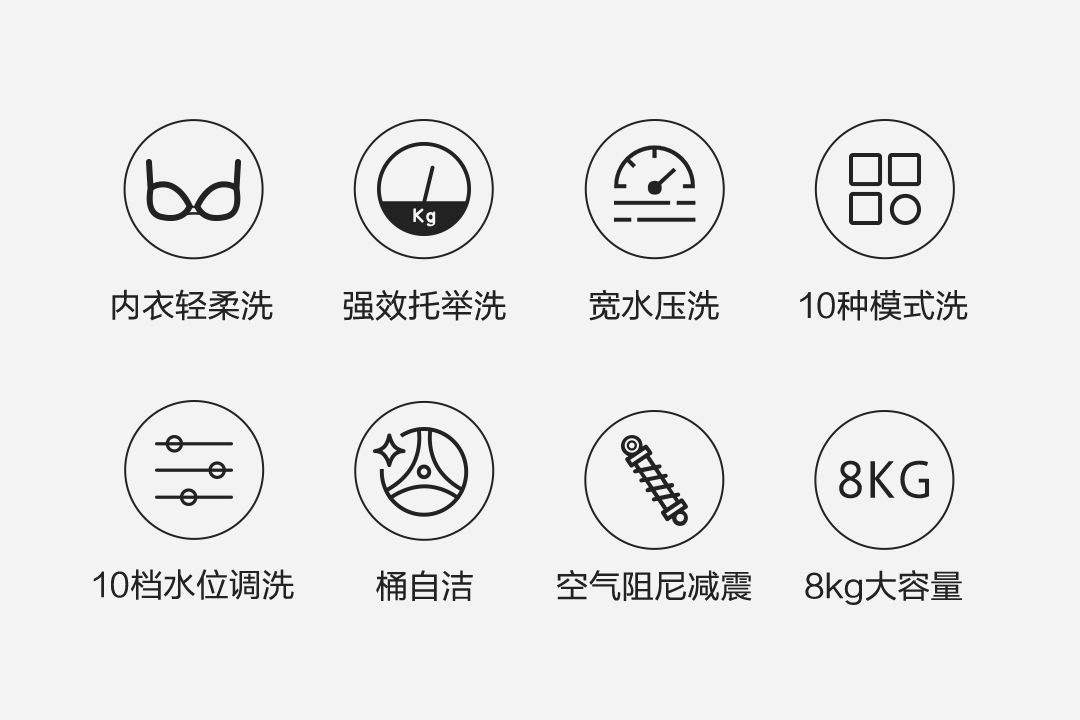 Kg
内衣轻柔洗
强效托举洗
宽水压洗
10种模式洗
8KG
10档水位调洗
桶自洁
空气阻尼减震
8kg大容量